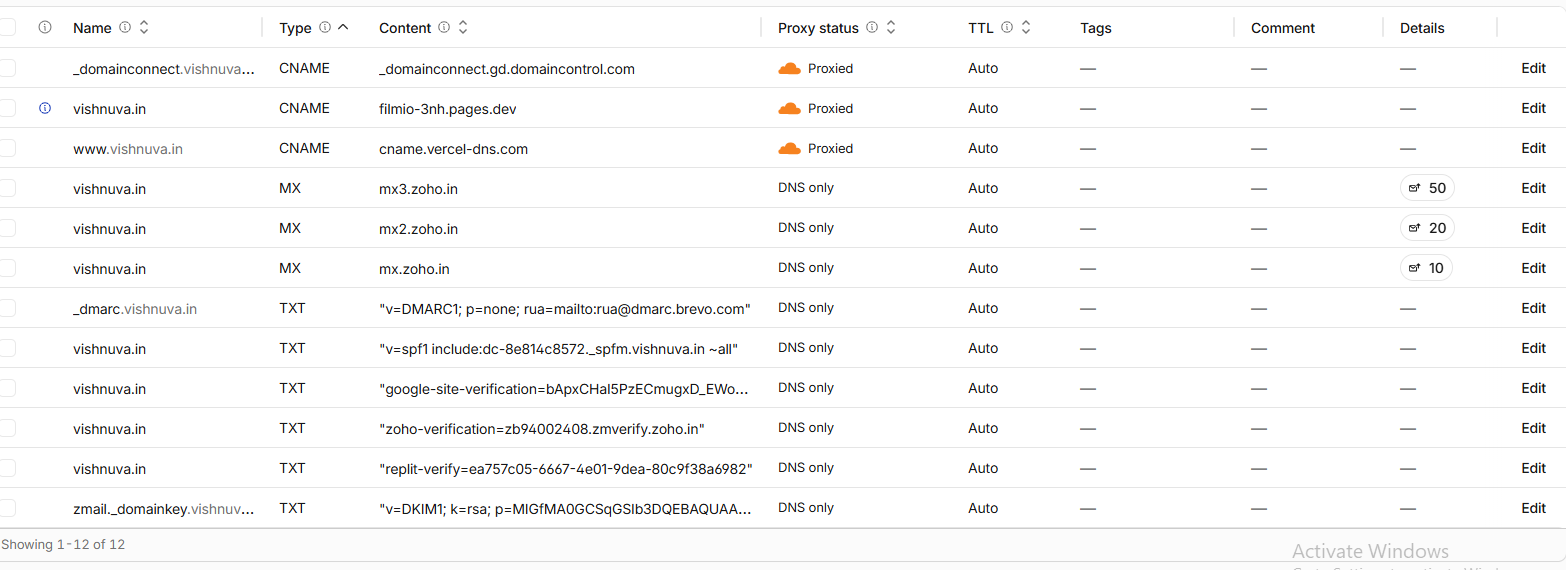 Name Type Content Proxy status TTL Tags Comment Details
_domainconnect.vishnuva... CNAME _domainconnect.gd.domaincontrol.com Proxied Auto — — — Edit
vishnuva.in CNAME filmio-3nh.pages.dev Proxied Auto — — — Edit
www.vishnuva.in CNAME cname.vercel-dns.com Proxied Auto — — — Edit
vishnuva.in MX mx3.zoho.in DNS only Auto — — 50 Edit
vishnuva.in MX mx2.zoho.in DNS only Auto — — 20 Edit
vishnuva.in MX mx.zoho.in DNS only Auto — — 10 Edit
_dmarc.vishnuva.in TXT "v=DMARC1; p=none; rua=mailto:rua@dmarc.brevo.com" DNS only Auto — — — Edit
vishnuva.in TXT "v=spf1 include:dc-8e814c8572._spfm.vishnuva.in ~all" DNS only Auto — — — Edit
vishnuva.in TXT "google-site-verification=bApxCHaI5PzECmugxD_EWo... DNS only Auto — — — Edit
vishnuva.in TXT "zoho-verification=zb94002408.zmverify.zoho.in" DNS only Auto — — — Edit
vishnuva.in TXT "replit-verify=ea757c05-6667-4e01-9dea-80c9f38a6982" DNS only Auto — — — Edit
zmail._domainkey.vishnuv... TXT "v=DKIM1; k=rsa; p=MIGfMA0GCSqGSIb3DQEBAQUAA... DNS only Auto — — — Edit
Showing 1-12 of 12
Activate Windows